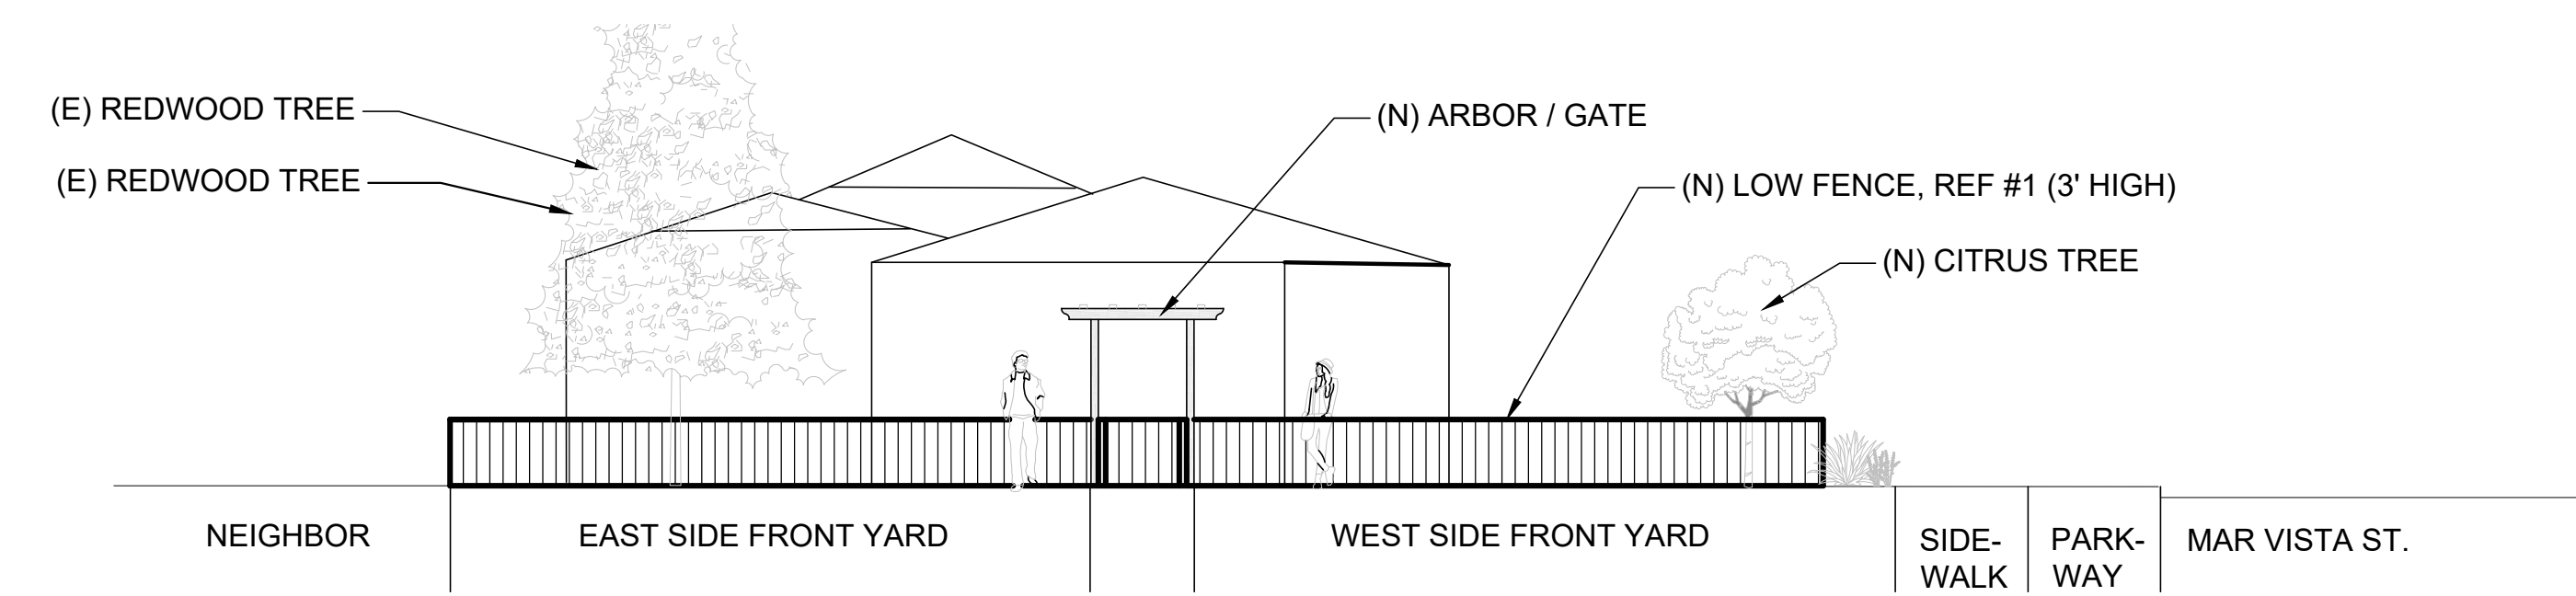 (E) REDWOOD TREE
(E) REDWOOD TREE
(N) ARBOR / GATE
(N) LOW FENCE, REF #1 (3' HIGH)
(N) CITRUS TREE
NEIGHBOR
EAST SIDE FRONT YARD
WEST SIDE FRONT YARD
SIDE-
WALK
PARK-
WAY
MAR VISTA ST.